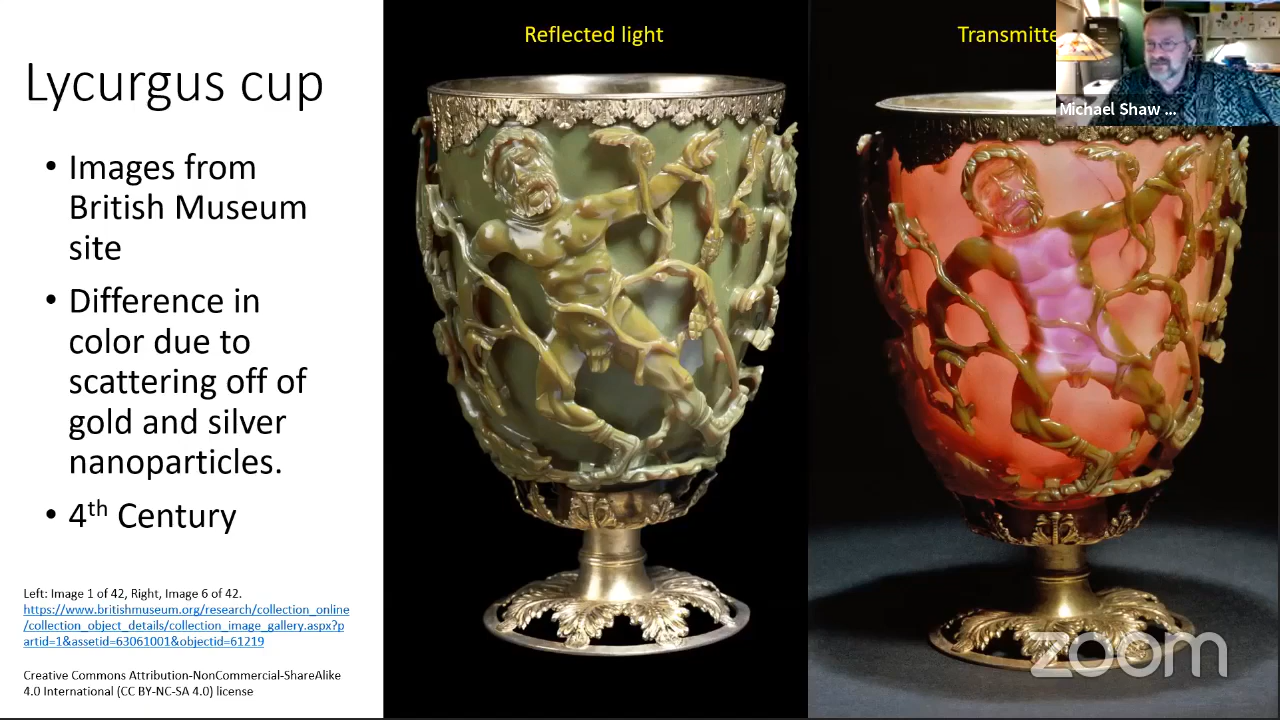 Lycurgus cup
• Images from
British Museum
site
• Difference in
color due to
scattering off of
gold and silver
nanoparticles.
• 4th Century
Left: Image 1 of 42, Right, Image 6 of 42.
https://www.britishmuseum.org/research/collection_online
/collection_object_details/collection_image_gallery.aspx?p
artid=1&assetid=63061001&objectid=61219
Creative Commons Attribution-NonCommercial-ShareAlike
4.0 International (CC BY-NC-SA 4.0) license
Reflected light
Transmitte
Michael Shaw ...
zoom